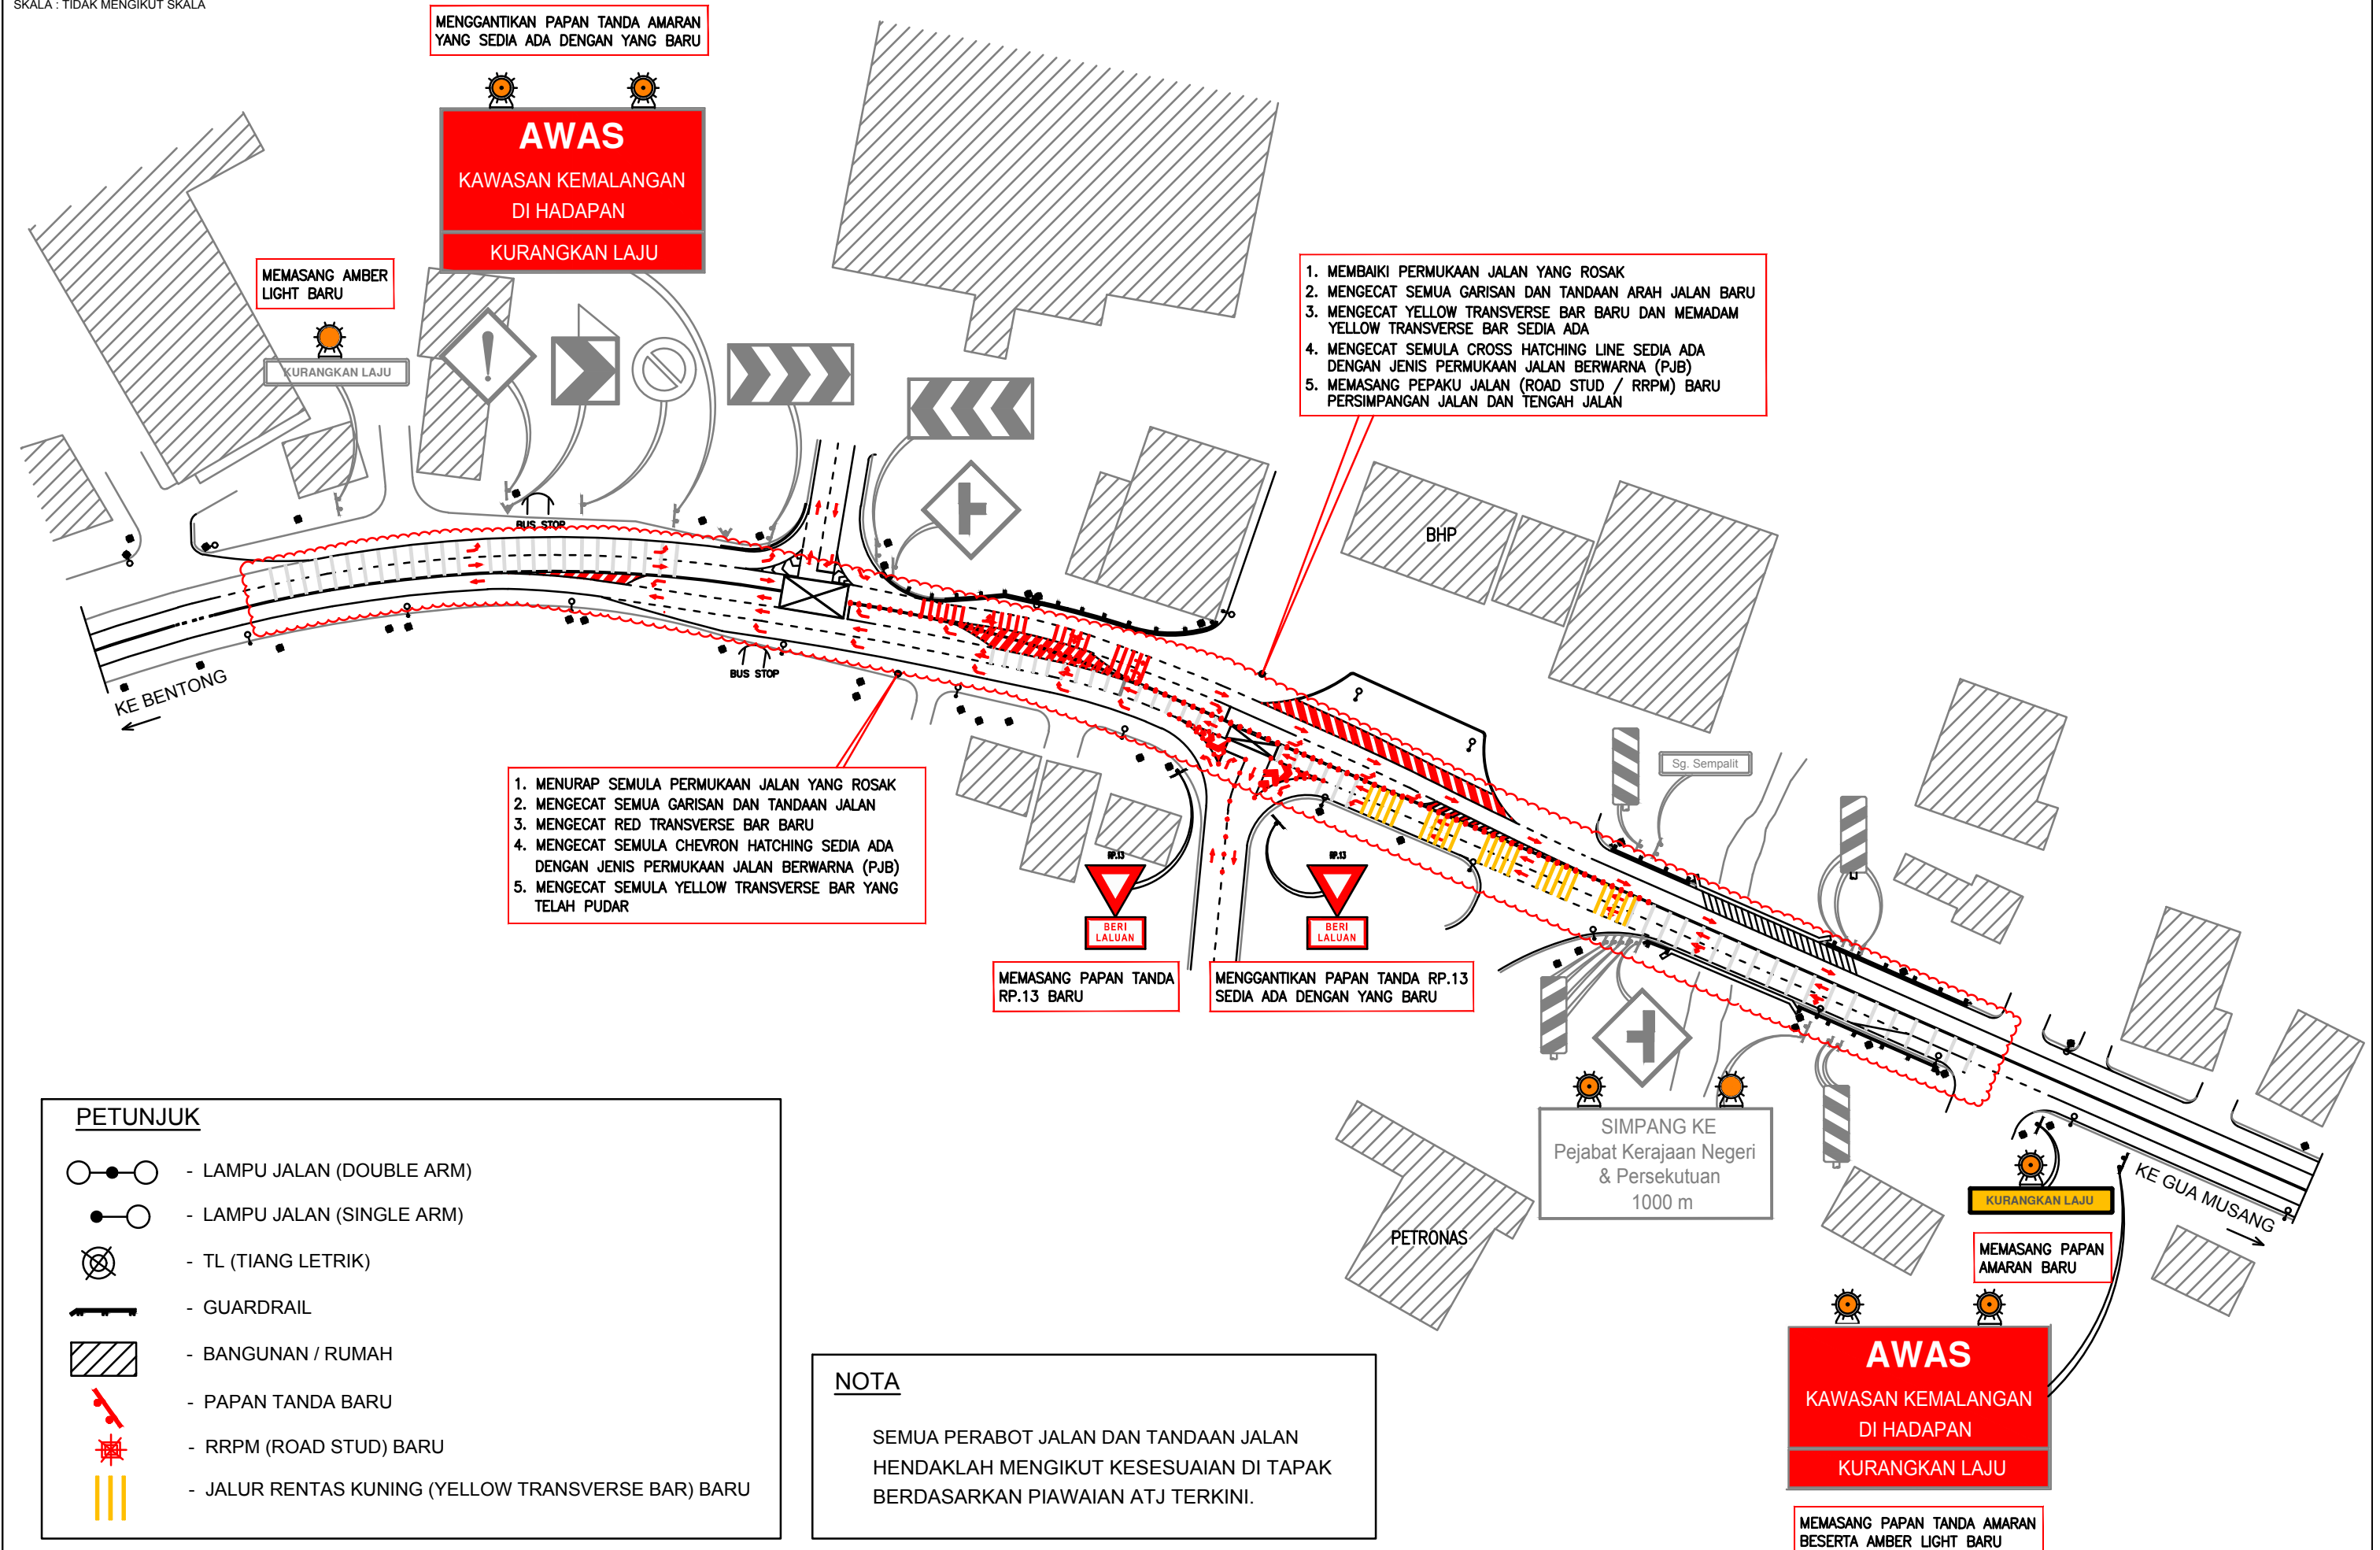 SKALA : TIDAK MENGIKUT SKALA
MENGGANTIKAN PAPAN TANDA AMARAN
YANG SEDIA ADA DENGAN YANG BARU
AWAS
KAWASAN KEMALANGAN
DI HADAPAN
KURANGKAN LAJU
MEMASANG AMBER
LIGHT BARU
KURANGKAN LAJU
1. MEMBAIKI PERMUKAAN JALAN YANG ROSAK
2. MENGECAT SEMUA GARISAN DAN TANDAAN ARAH JALAN BARU
3. MENGECAT YELLOW TRANSVERSE BAR BARU DAN MEMADAM
YELLOW TRANSVERSE BAR SEDIA ADA
4. MENGECAT SEMULA CROSS HATCHING LINE SEDIA ADA
DENGAN JENIS PERMUKAAN JALAN BERWARNA (PJB)
5. MEMASANG PEPAKU JALAN (ROAD STUD / RRPM) BARU
PERSIMPANGAN JALAN DAN TENGAH JALAN
BUS STOP
BHP
BUS STOP
KE BENTONG
Sg. Sempalit
1. MENURAP SEMULA PERMUKAAN JALAN YANG ROSAK
2. MENGECAT SEMUA GARISAN DAN TANDAAN JALAN
3. MENGECAT RED TRANSVERSE BAR BARU
4. MENGECAT SEMULA CHEVRON HATCHING SEDIA ADA
DENGAN JENIS PERMUKAAN JALAN BERWARNA (PJB)
5. MENGECAT SEMULA YELLOW TRANSVERSE BAR YANG
TELAH PUDAR
RP.13
BERI
LALUAN
RP.13
BERI
LALUAN
MEMASANG PAPAN TANDA
RP.13 BARU
MENGGANTIKAN PAPAN TANDA RP.13
SEDIA ADA DENGAN YANG BARU
SIMPANG KE
Pejabat Kerajaan Negeri
& Persekutuan
1000 m
PETRONAS
KURANGKAN LAJU
KE GUA MUSANG
MEMASANG PAPAN
AMARAN BARU
AWAS
KAWASAN KEMALANGAN
DI HADAPAN
KURANGKAN LAJU
MEMASANG PAPAN TANDA AMARAN
BESERTA AMBER LIGHT BARU
PETUNJUK
- LAMPU JALAN (DOUBLE ARM)
- LAMPU JALAN (SINGLE ARM)
- TL (TIANG LETRIK)
- GUARDRAIL
- BANGUNAN / RUMAH
- PAPAN TANDA BARU
- RRPM (ROAD STUD) BARU
- JALUR RENTAS KUNING (YELLOW TRANSVERSE BAR) BARU
NOTA
SEMUA PERABOT JALAN DAN TANDAAN JALAN
HENDAKLAH MENGIKUT KESESUAIAN DI TAPAK
BERDASARKAN PIAWAIAN ATJ TERKINI.